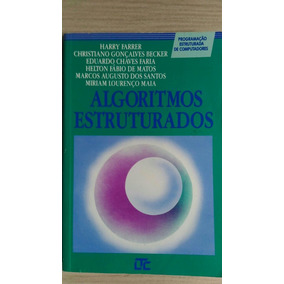 HARRY FARRER
CHRISTIANO GONÇALVES BECKER
EDUARDO CHAVES FARIA
HELTON FÁBIO DE MATOS
MARCOS AUGUSTO DOS SANTOS
MIRIAM LOURENÇO MAIA
PROGRAMAÇÃO
ESTRUTURADA
DE COMPUTADORES
ALGORITMOS
ESTRUTURADOS
LTC